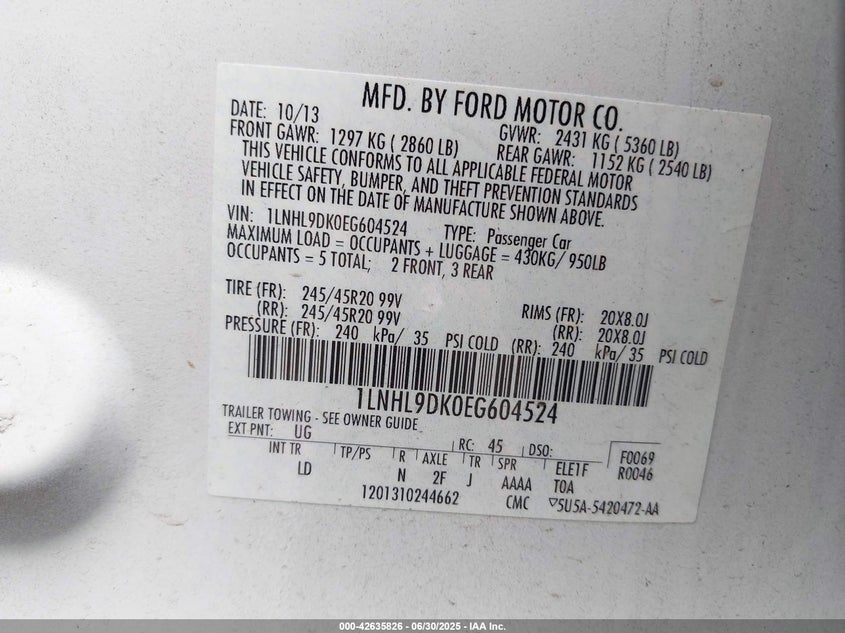 MFD. BY FORD MOTOR CO.
DATE: 10/13 GVWR: 2431 KG ( 5360 LB)
FRONT GAWR: 1297 KG ( 2860 LB) REAR GAWR: 1152 KG ( 2540 LB)
THIS VEHICLE CONFORMS TO ALL APPLICABLE FEDERAL MOTOR
VEHICLE SAFETY, BUMPER, AND THEFT PREVENTION STANDARDS
IN EFFECT ON THE DATE OF MANUFACTURE SHOWN ABOVE.
VIN: 1LNHL9DK0EG604524 TYPE: Passenger Car
MAXIMUM LOAD = OCCUPANTS + LUGGAGE = 430KG/ 950LB
OCCUPANTS = 5 TOTAL; 2 FRONT, 3 REAR
TIRE (FR): 245/45R20 99V RIMS (FR): 20X8.0J
(RR): 245/45R20 99V (RR): 20X8.0J
PRESSURE (FR): 240 kPa/ 35 PSI COLD (RR): 240 kPa/ 35 PSI COLD
1LNHL9DK0EG604524
TRAILER TOWING - SEE OWNER GUIDE
EXT PNT: UG RC: 45 DSO: F0069
INT TR TP/PS R AXLE TR SPR ELE1F R0046
LD N 2F J AAAA T0A
1201310244662 CMC ▽5U5A-5420472-AA
000-42635826 - 06/30/2025 - IAA Inc.